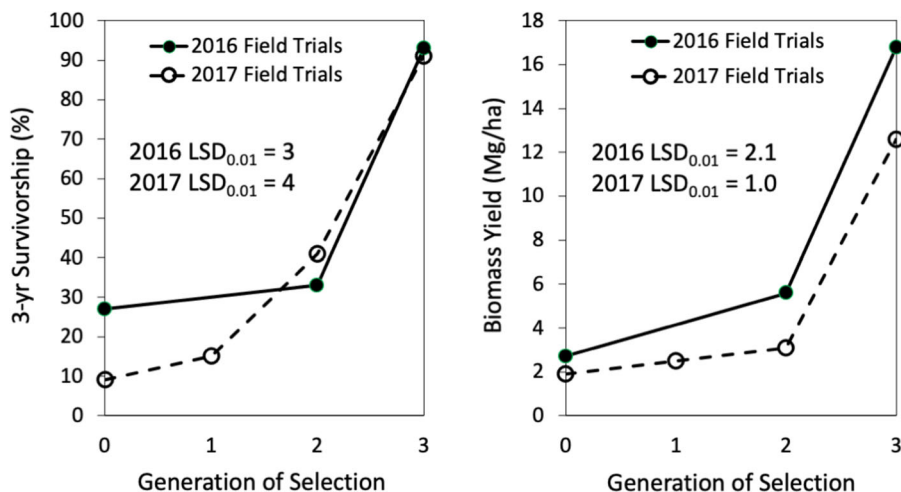 3-yr Survivorship (%)
100
90
80
70
60
50
40
30
20
10
0
2016 Field Trials
2017 Field Trials
2016 LSD0.01 = 3
2017 LSD0.01 = 4
0 1 2 3
Generation of Selection
Biomass Yield (Mg/ha)
18
16
14
12
10
8
6
4
2
0
2016 Field Trials
2017 Field Trials
2016 LSD0.01 = 2.1
2017 LSD0.01 = 1.0
0 1 2 3
Generation of Selection